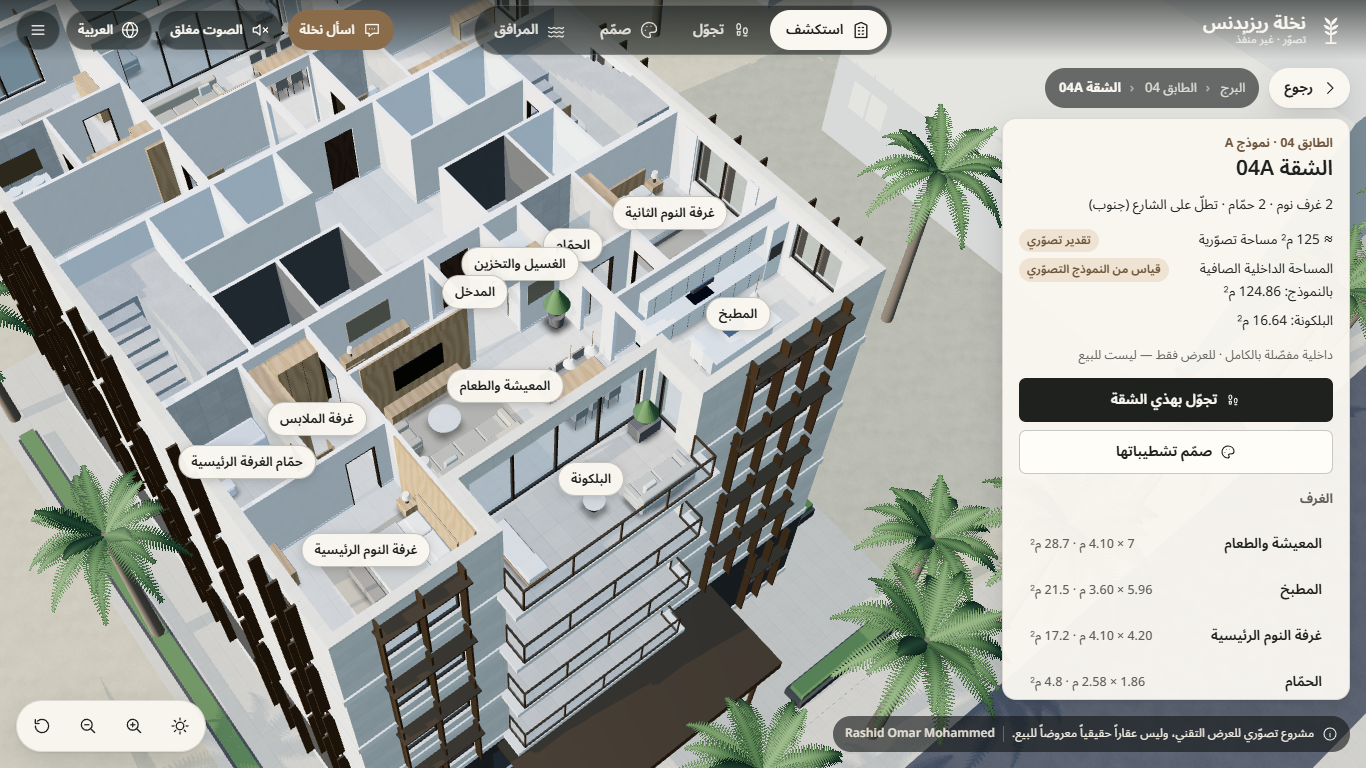 نخلة ريزيدنس
تصوّر · غير منفّذ
استكشف
تجوّل
صمّم
المرافق
اسأل نخلة
الصوت مغلق
العربية
رجوع
البرج › الطابق 04 › الشقة 04A
الطابق 04 · نموذج A
الشقة 04A
2 غرف نوم · 2 حمّام · تطلّ على الشارع (جنوب)
≈ 125 م² مساحة تصوّرية
تقدير تصوّري
المساحة الداخلية الصافية
بالنموذج: 124.86 م²
قياس من النموذج التصوّري
البلكونة: 16.64 م²
داخلية مفصّلة بالكامل · للعرض فقط — ليست للبيع
تجوّل بهذي الشقة
صمّم تشطيباتها
الغرف
المعيشة والطعام
7 × 4.10 م · 28.7 م²
المطبخ
5.96 × 3.60 م · 21.5 م²
غرفة النوم الرئيسية
4.20 × 4.10 م · 17.2 م²
الحمّام
1.86 × 2.58 م · 4.8 م²
غرفة النوم الثانية
الحمّام
الغسيل والتخزين
المدخل
المطبخ
المعيشة والطعام
غرفة الملابس
حمّام الغرفة الرئيسية
البلكونة
غرفة النوم الرئيسية
مشروع تصوّري للعرض التقني، وليس عقاراً حقيقياً معروضاً للبيع.
Rashid Omar Mohammed